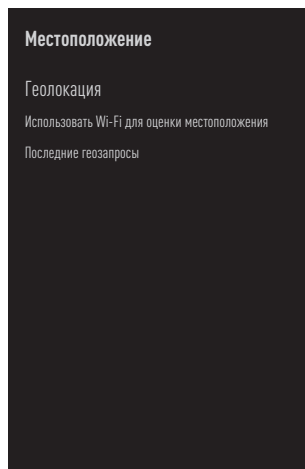 Местоположение
Геолокация
Использовать Wi-Fi для оценки местоположения
Последние геозапросы